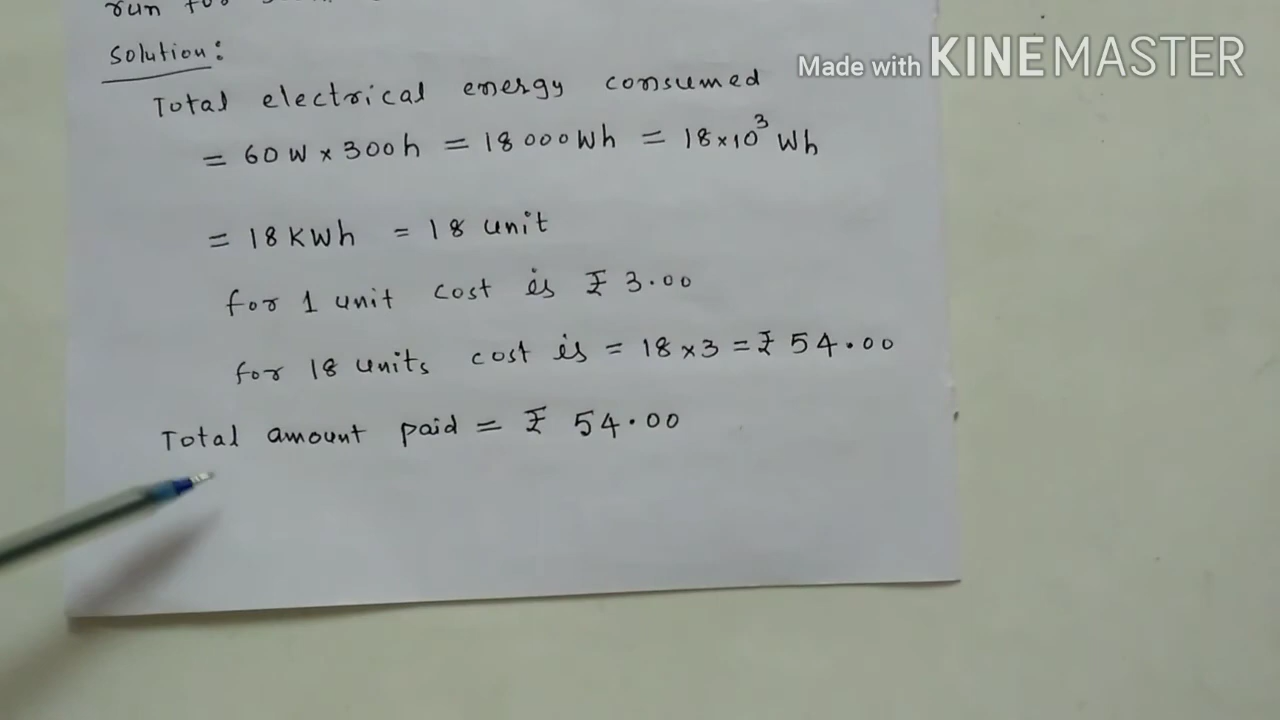 run for
Solution:
Made with KINEMASTER
Total electrical energy consumed
= 60 W × 300 h = 18000 Wh = 18×10³ Wh
= 18 KWh = 18 unit
for 1 unit cost is ₹ 3.00
for 18 units cost is = 18 × 3 = ₹ 54.00
Total amount paid = ₹ 54.00